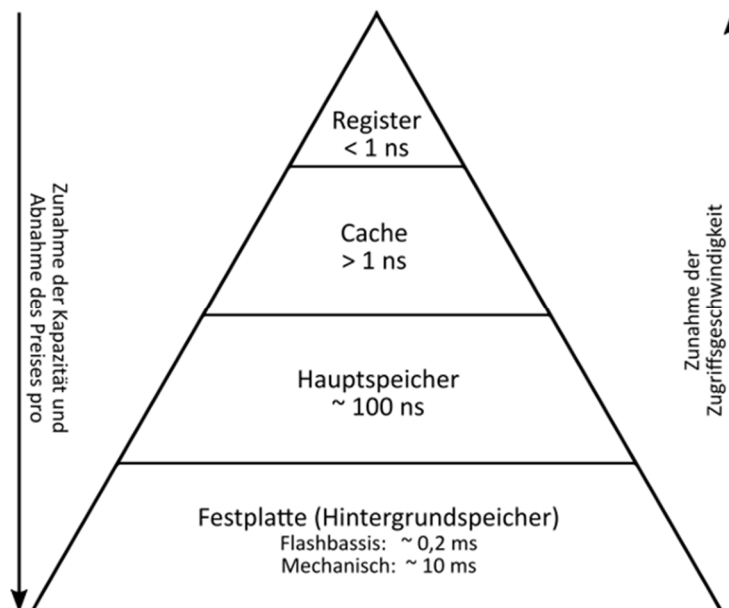 Register
< 1 ns
Cache
> 1 ns
Hauptspeicher
~ 100 ns
Festplatte (Hintergrundspeicher)
Flashbassis: ~ 0,2 ms
Mechanisch: ~ 10 ms
Zunahme der Kapazität und
Abnahme des Preises pro
Zunahme der
Zugriffsgeschwindigkeit